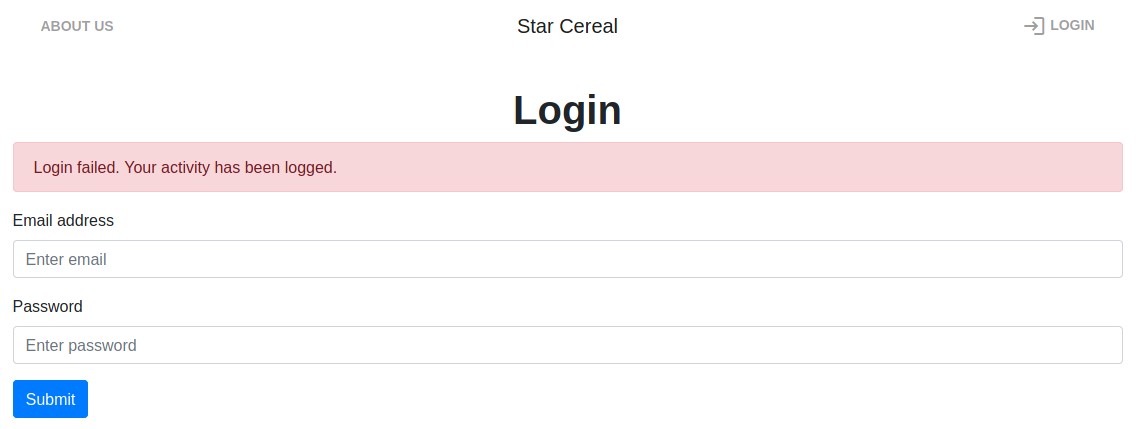 ABOUT US
Star Cereal
LOGIN
Login
Login failed. Your activity has been logged.
Email address
Enter email
Password
Enter password
Submit